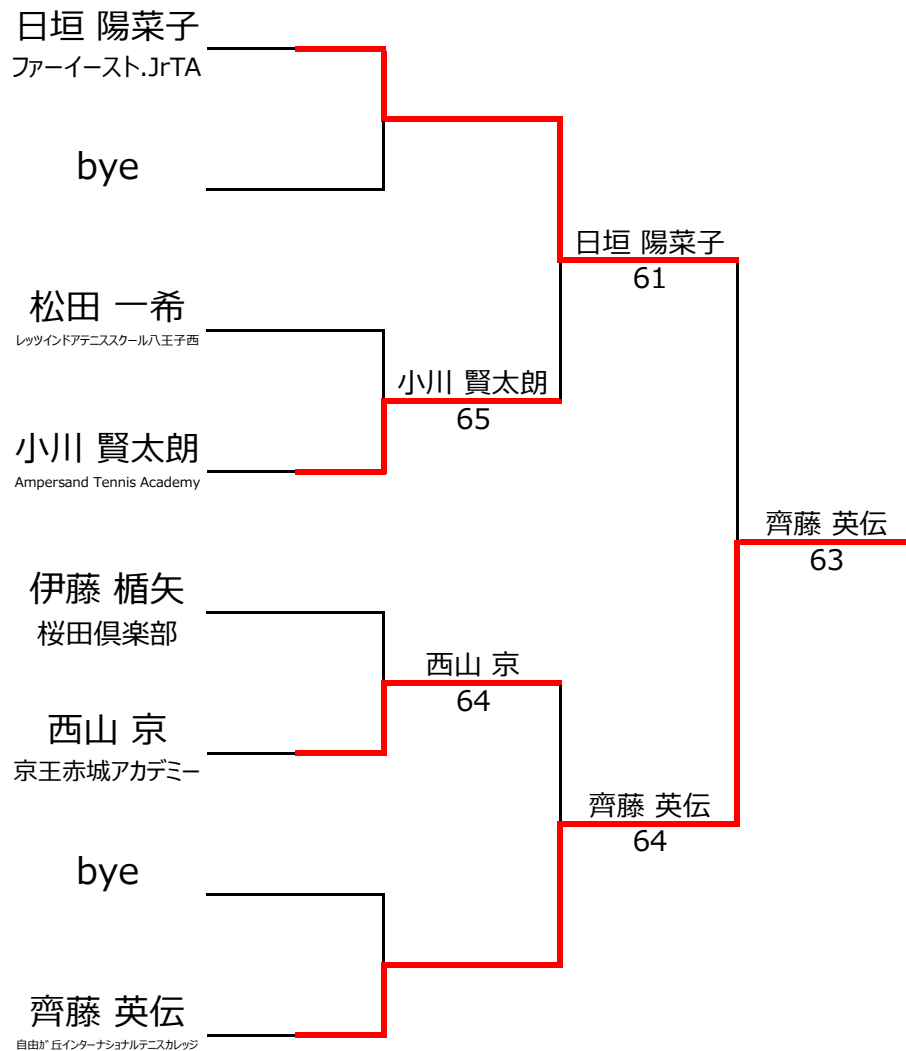 日垣 陽菜子
ファーイースト.JrTA
bye
日垣 陽菜子
61
松田 一希
レッツインドアテニススクール八王子西
小川 賢太朗
65
小川 賢太朗
Ampersand Tennis Academy
齊藤 英伝
63
伊藤 楯矢
桜田倶楽部
西山 京
64
西山 京
京王赤城アカデミー
齊藤 英伝
64
bye
齊藤 英伝
自由が丘インターナショナルテニスカレッジ